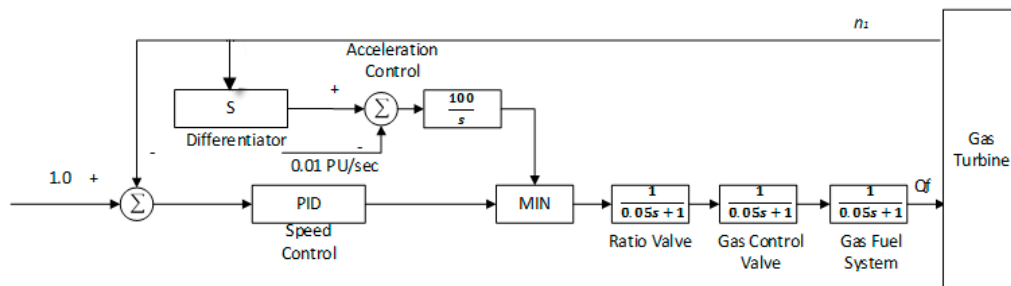 n₁
Acceleration
Control
+
S
Σ
100
s
Differentiator
-
0.01 PU/sec
-
1.0 +
Σ
PID
Speed
Control
MIN
1
0.05s + 1
Ratio Valve
1
0.05s + 1
Gas Control
Valve
1
0.05s + 1
Gas Fuel
System
Qf
Gas
Turbine